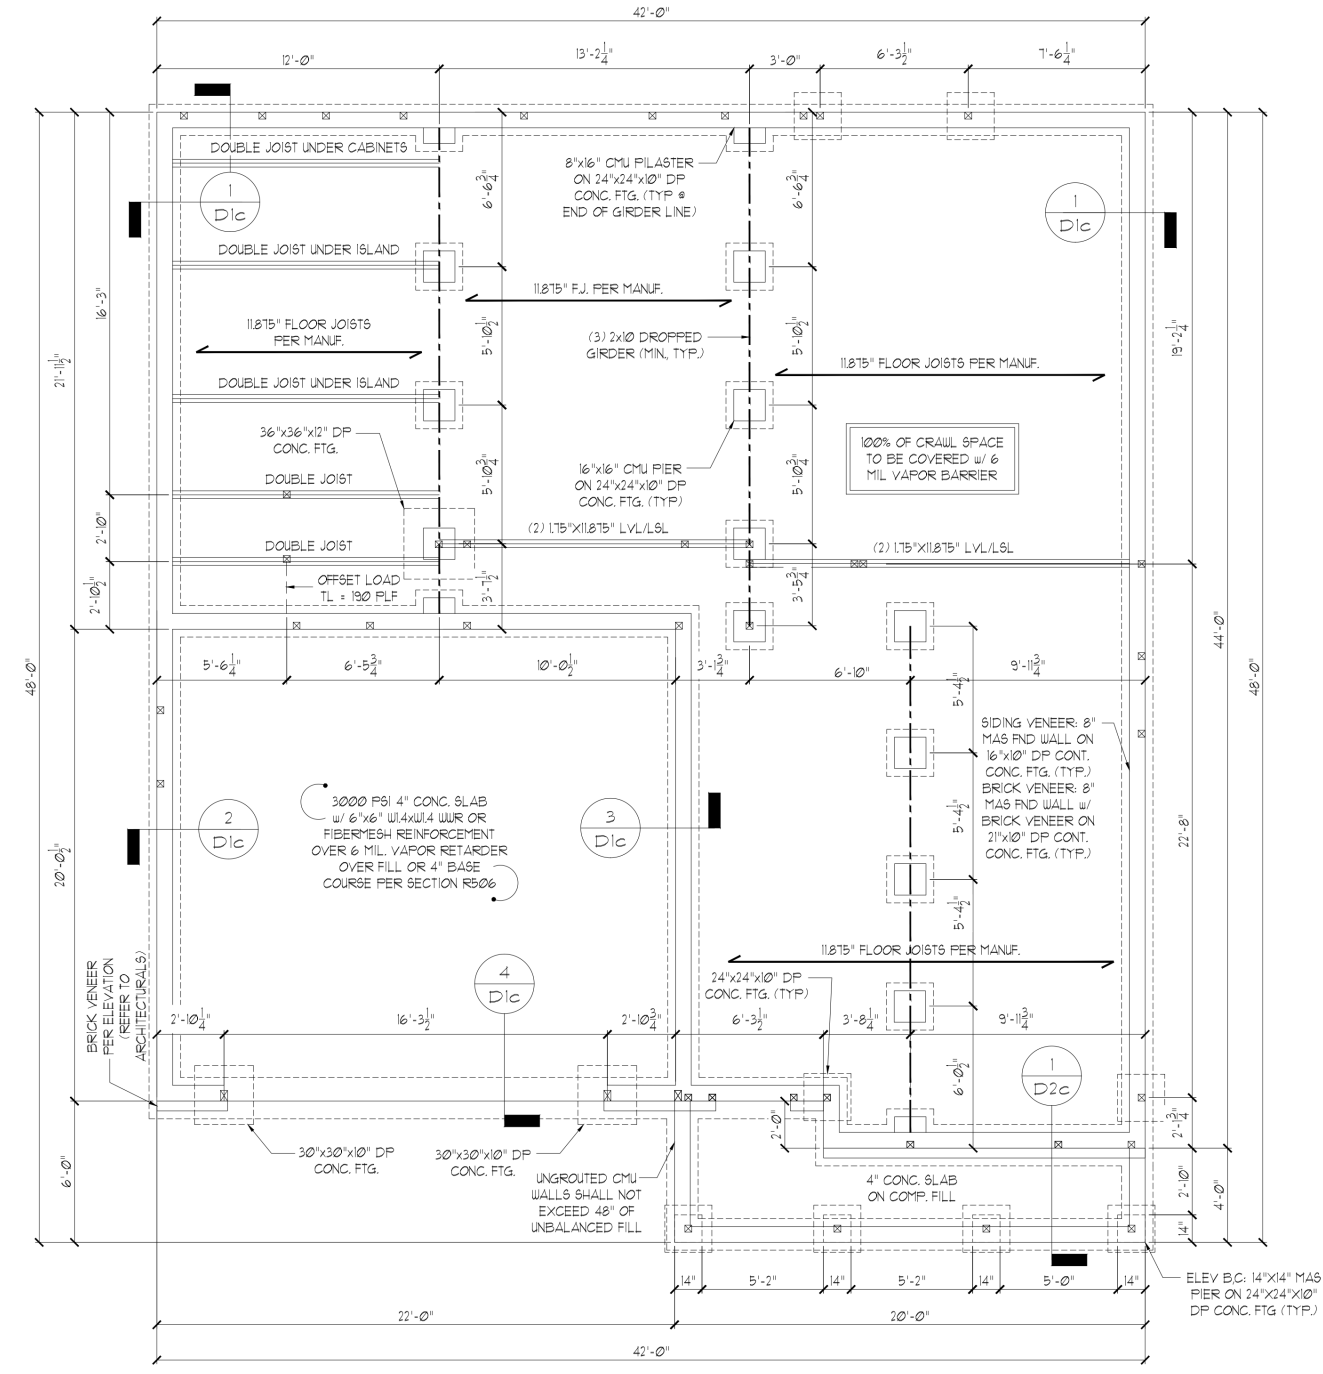 42'-0"
12'-0"
13'-2 1/4"
3'-0"
6'-3 1/2"
7'-6 1/4"
DOUBLE JOIST UNDER CABINETS
1
D1c
8"x16" CMU PILASTER
ON 24"x24"x10" DP
CONC. FTG. (TYP @
END OF GIRDER LINE)
6'-6 3/4"
6'-6 3/4"
1
D1c
DOUBLE JOIST UNDER ISLAND
11.875" F.J. PER MANUF.
16'-3"
11.875" FLOOR JOISTS
PER MANUF.
5'-10 1/2"
(3) 2x10 DROPPED
GIRDER (MIN., TYP.)
5'-10 1/2"
19'-2 1/4"
21'-11 1/2"
11.875" FLOOR JOISTS PER MANUF.
DOUBLE JOIST UNDER ISLAND
36"x36"x12" DP
CONC. FTG.
100% OF CRAWL SPACE
TO BE COVERED w/ 6
MIL VAPOR BARRIER
16"x16" CMU PIER
ON 24"x24"x10" DP
CONC. FTG. (TYP)
5'-10 3/4"
5'-10 3/4"
DOUBLE JOIST
2'-10"
(2) 1.75"X11.875" LVL/LSL
(2) 1.75"X11.875" LVL/LSL
DOUBLE JOIST
OFFSET LOAD
TL = 190 PLF
2'-10 1/2"
3'-7 1/2"
3'-5 3/4"
44'-0"
48'-0"
48'-0"
5'-6 1/4"
6'-5 3/4"
10'-0 1/2"
3'-1 3/4"
6'-10"
9'-11 3/4"
5'-4 1/2"
SIDING VENEER: 8"
MAS FND WALL ON
16"x10" DP CONT.
CONC. FTG. (TYP.)
BRICK VENEER: 8"
MAS FND WALL w/
BRICK VENEER ON
21"x10" DP CONT.
CONC. FTG. (TYP.)
3000 PSI 4" CONC. SLAB
w/ 6"x6" W1.4xW1.4 WWR OR
FIBERMESH REINFORCEMENT
OVER 6 MIL. VAPOR RETARDER
OVER FILL OR 4" BASE
COURSE PER SECTION R506
2
D1c
3
D1c
5'-4 1/2"
22'-8"
20'-0 1/2"
5'-4 1/2"
11.875" FLOOR JOISTS PER MANUF.
4
D1c
24"x24"x10" DP
CONC. FTG. (TYP)
BRICK VENEER
PER ELEVATION
(REFER TO
ARCHITECTURALS)
2'-10 1/4"
16'-3 1/2"
2'-10 3/4"
6'-3 1/2"
3'-8 1/4"
9'-11 3/4"
6'-0 1/2"
1
D2c
2'-0"
2'-1 3/4"
30"x30"x10" DP
CONC. FTG.
30"x30"x10" DP
CONC. FTG.
6'-0"
UNGROUTED CMU
WALLS SHALL NOT
EXCEED 48" OF
UNBALANCED FILL
4" CONC. SLAB
ON COMP. FILL
2'-10"
4'-0"
14"
14"
5'-2"
14"
5'-2"
14"
5'-0"
14"
ELEV B,C: 14"X14" MAS
PIER ON 24"X24"X10"
DP CONC. FTG (TYP.)
22'-0"
20'-0"
42'-0"